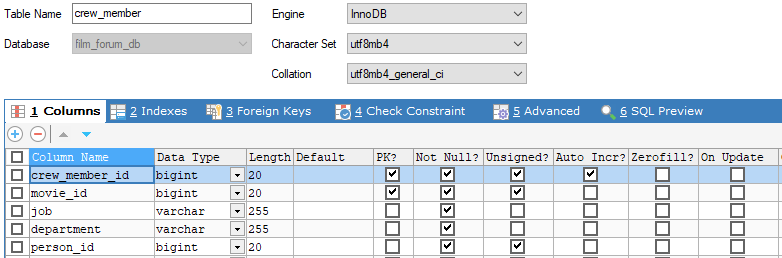 Table Name crew_member Engine InnoDB
Database film_forum_db Character Set utf8mb4
Collation utf8mb4_general_ci
1 Columns 2 Indexes 3 Foreign Keys 4 Check Constraint 5 Advanced 6 SQL Preview
Column Name Data Type Length Default PK? Not Null? Unsigned? Auto Incr? Zerofill? On Update
crew_member_id bigint 20
movie_id bigint 20
job varchar 255
department varchar 255
person_id bigint 20